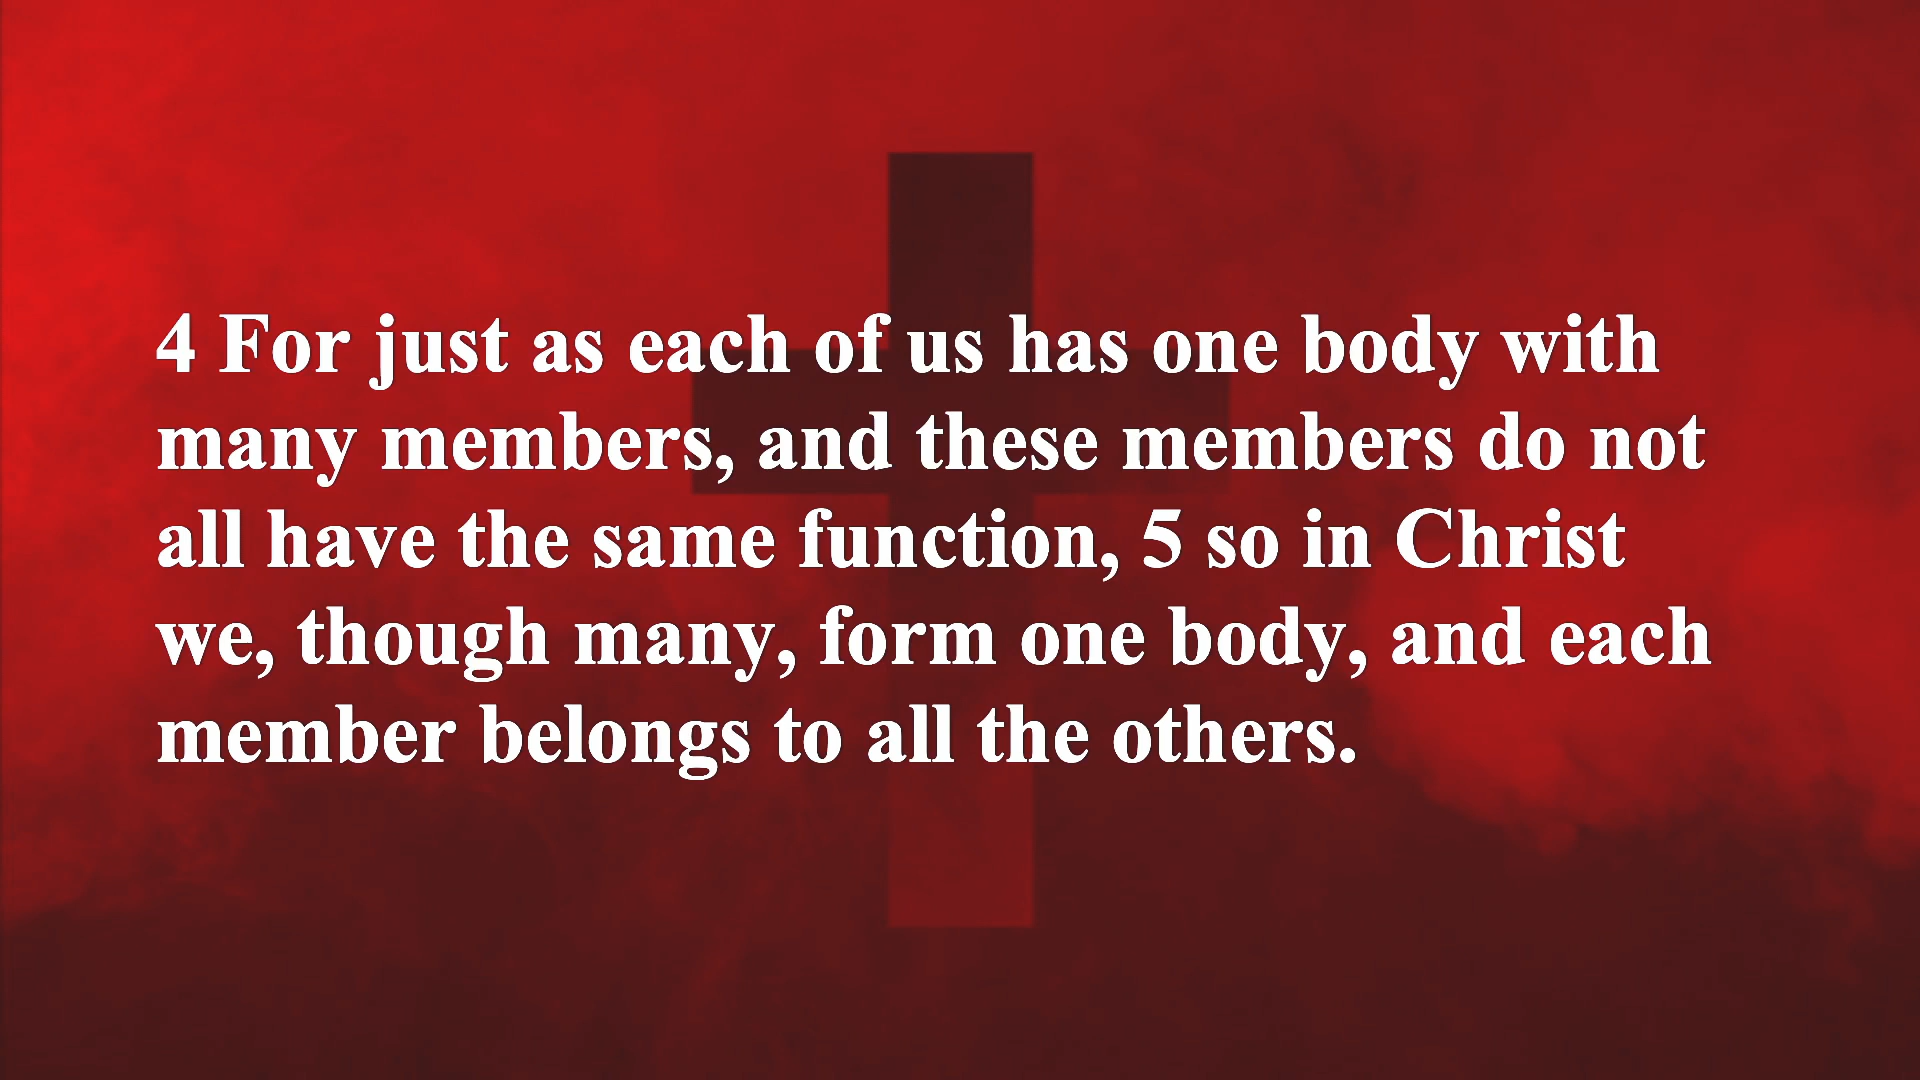 4 For just as each of us has one body with
many members, and these members do not
all have the same function, 5 so in Christ
we, though many, form one body, and each
member belongs to all the others.